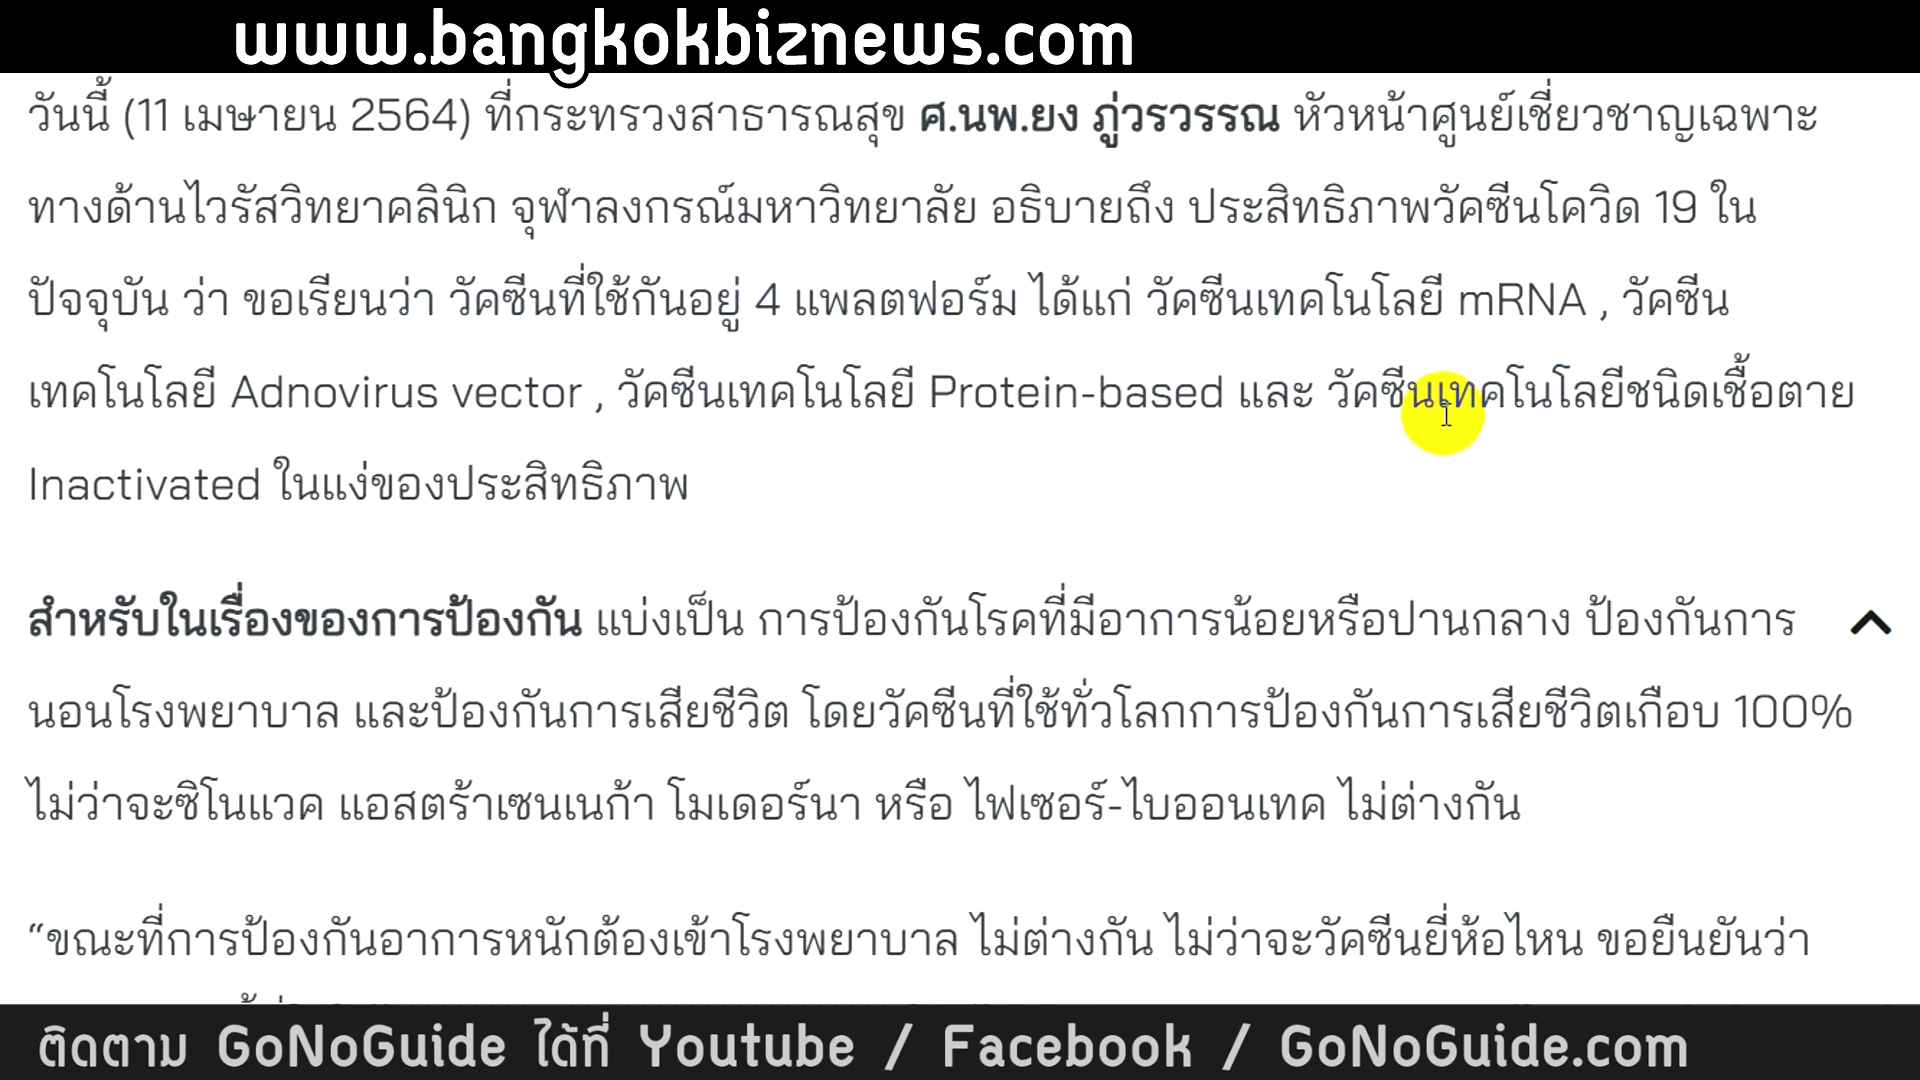 www.bangkokbiznews.com
วันนี้ (11 เมษายน 2564) ที่กระทรวงสาธารณสุข ศ.นพ.ยง ภู่วรวรรณ หัวหน้าศูนย์เชี่ยวชาญเฉพาะ
ทางด้านไวรัสวิทยาคลินิก จุฬาลงกรณ์มหาวิทยาลัย อธิบายถึง ประสิทธิภาพวัคซีนโควิด 19 ใน
ปัจจุบัน ว่า ขอเรียนว่า วัคซีนที่ใช้กันอยู่ 4 แพลตฟอร์ม ได้แก่ วัคซีนเทคโนโลยี mRNA , วัคซีน
เทคโนโลยี Adnovirus vector , วัคซีนเทคโนโลยี Protein-based และ วัคซีนเทคโนโลยีชนิดเชื้อตาย
Inactivated ในแง่ของประสิทธิภาพ
สำหรับในเรื่องของการป้องกัน แบ่งเป็น การป้องกันโรคที่มีอาการน้อยหรือปานกลาง ป้องกันการ
นอนโรงพยาบาล และป้องกันการเสียชีวิต โดยวัคซีนที่ใช้ทั่วโลกการป้องกันการเสียชีวิตเกือบ 100%
ไม่ว่าจะซิโนแวค แอสตร้าเซนเนก้า โมเดอร์นา หรือ ไฟเซอร์-ไบออนเทค ไม่ต่างกัน
“ขณะที่การป้องกันอาการหนักต้องเข้าโรงพยาบาล ไม่ต่างกัน ไม่ว่าจะวัคซีนยี่ห้อไหน ขอยืนยันว่า
ติดตาม GoNoGuide ได้ที่ Youtube / Facebook / GoNoGuide.com